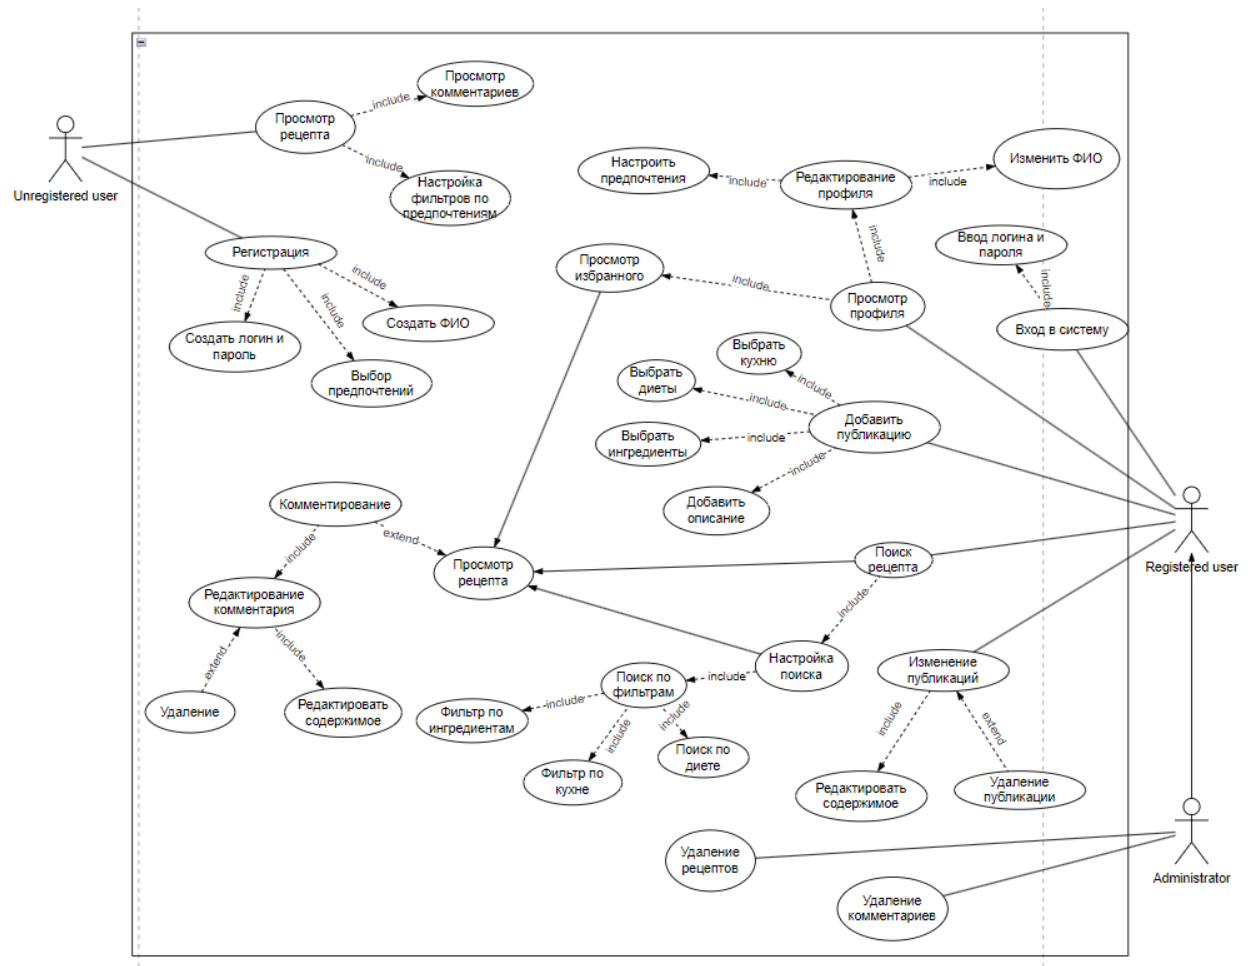 Просмотр
комментариев
include
Просмотр
рецепта
include
Настройка
фильтров по
предпочтениям
Unregistered user
Настроить
предпочтения
include
Редактирование
профиля
include
Изменить ФИО
Регистрация
include
include
include
Создать ФИО
Создать логин и
пароль
Выбор
предпочтений
Просмотр
избранного
include
include
Просмотр
профиля
Ввод логина и
пароля
include
Вход в систему
Выбрать
кухню
include
Выбрать
диеты
include
Добавить
публикацию
Выбрать
ингредиенты
include
include
Добавить
описание
Комментирование
extend
include
Просмотр
рецепта
Поиск
рецепта
Registered user
Редактирование
комментария
include
extend
include
Удаление
Редактировать
содержимое
Настройка
поиска
include
Поиск по
фильтрам
include
Фильтр по
ингредиентам
include
include
Поиск по
диете
Фильтр по
кухне
Изменение
публикаций
include
extend
Редактировать
содержимое
Удаление
публикации
Удаление
рецептов
Administrator
Удаление
комментариев